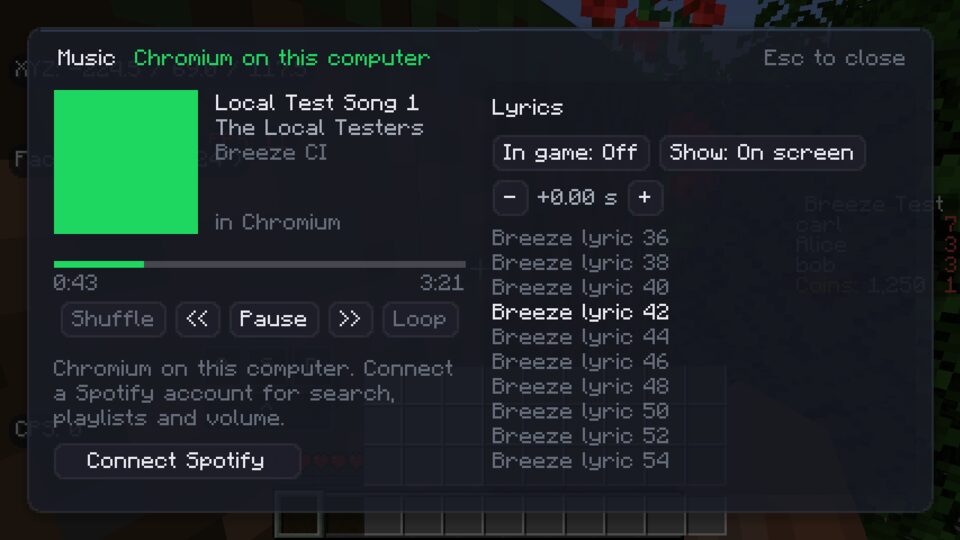 Music Chromium on this computer
Esc to close
Local Test Song 1
The Local Testers
Breeze CI
in Chromium
0:43
3:21
Shuffle << Pause >> Loop
Chromium on this computer. Connect
a Spotify account for search,
playlists and volume.
Connect Spotify
Lyrics
In game: Off Show: On screen
- +0.00 s +
Breeze lyric 36
Breeze lyric 38
Breeze lyric 40
Breeze lyric 42
Breeze lyric 44
Breeze lyric 46
Breeze lyric 48
Breeze lyric 50
Breeze lyric 52
Breeze lyric 54
Breeze Test
carl
Alice 3
bob 3
Coins: 1,250 1